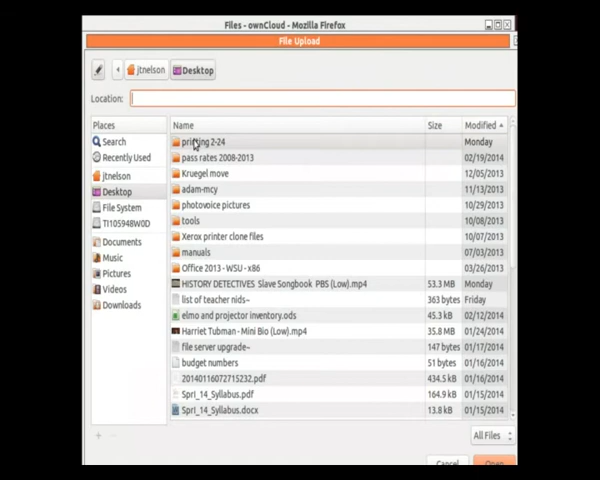 Files - ownCloud - Mozilla Firefox
File Upload
jtnelson Desktop
Location:
Places Name Size Modified
Search printing 2-24 Monday
Recently Used pass rates 2008-2013 02/19/2014
jtnelson Kruegel move 12/05/2013
Desktop adam-mcy 11/13/2013
File System photovoice pictures 10/29/2013
TI105948W0D tools 10/08/2013
Documents Xerox printer clone files 10/07/2013
Music manuals 07/03/2013
Pictures Office 2013 - WSU - x86 03/26/2013
Videos HISTORY DETECTIVES Slave Songbook PBS (Low).mp4 53.3 MB Monday
Downloads list of teacher nids~ 363 bytes Friday
elmo and projector inventory.ods 45.3 kB 02/12/2014
Harriet Tubman - Mini Bio (Low).mp4 35.8 MB 01/24/2014
file server upgrade~ 147 bytes 01/17/2014
budget numbers 51 bytes 01/16/2014
20140116072715232.pdf 434.5 kB 01/16/2014
Spri_14_Syllabus.pdf 164.9 kB 01/15/2014
Spri_14_Syllabus.docx 13.8 kB 01/15/2014
All Files
Cancel Open